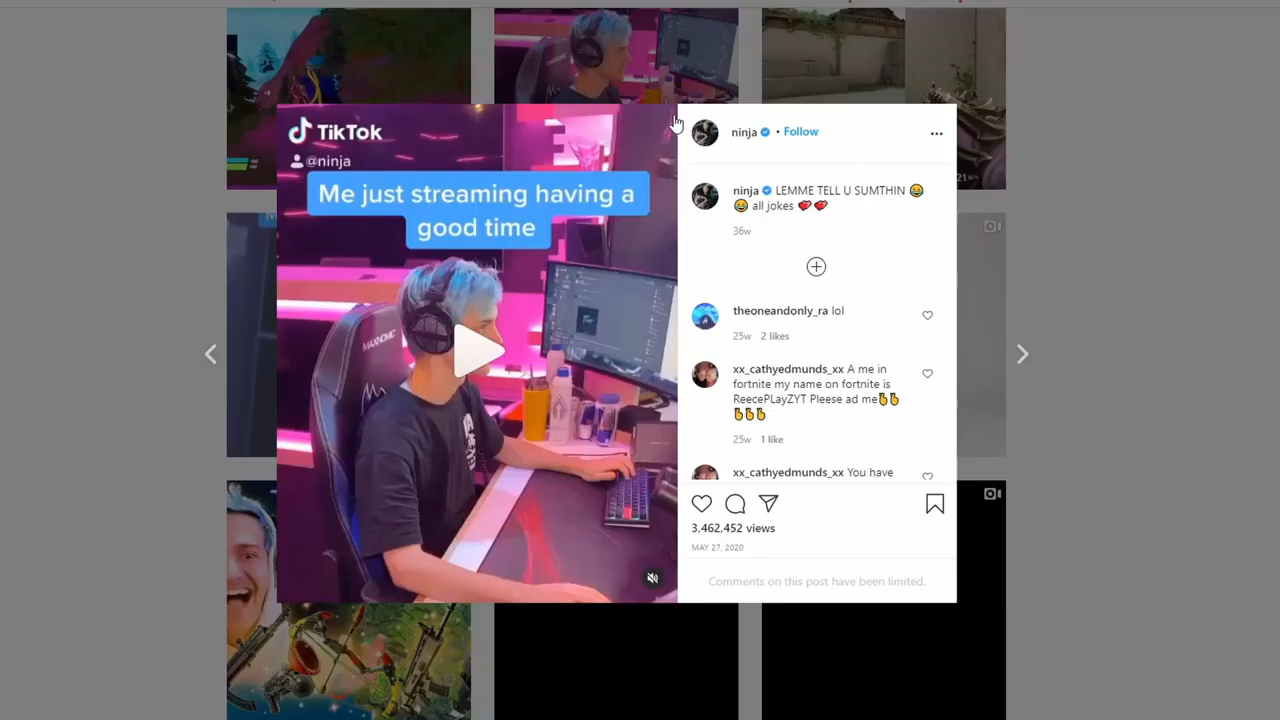 TikTok
@ninja
Me just streaming having a
good time
MAXNOMIC
ninja • Follow
ninja LEMME TELL U SUMTHIN 😂
😂 all jokes 💕💕
36w
theoneandonly_ra lol
25w 2 likes
xx_cathyedmunds_xx A me in
fortnite my name on fortnite is
ReecePLayZYT Pleese ad me🫰🫰
🫰🫰🫰
25w 1 like
xx_cathyedmunds_xx You have
3,462,452 views
MAY 27, 2020
Comments on this post have been limited.